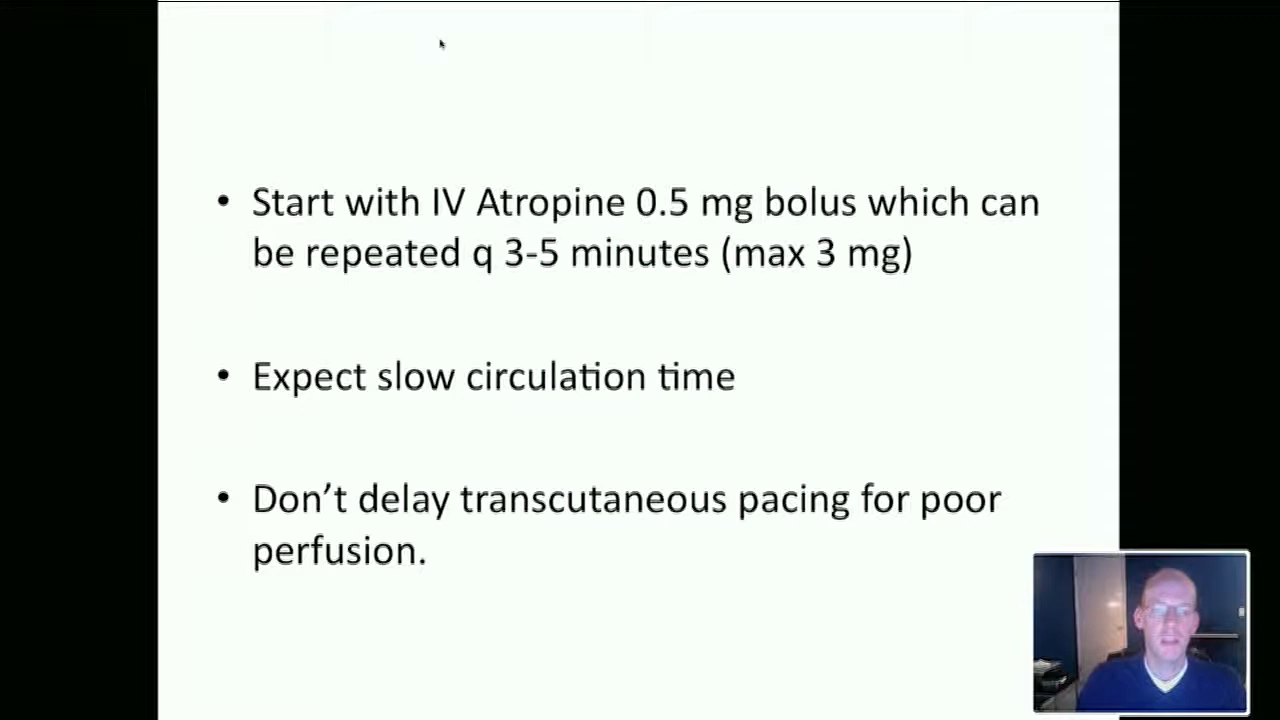 • Start with IV Atropine 0.5 mg bolus which can
be repeated q 3-5 minutes (max 3 mg)
• Expect slow circulation time
• Don’t delay transcutaneous pacing for poor
perfusion.